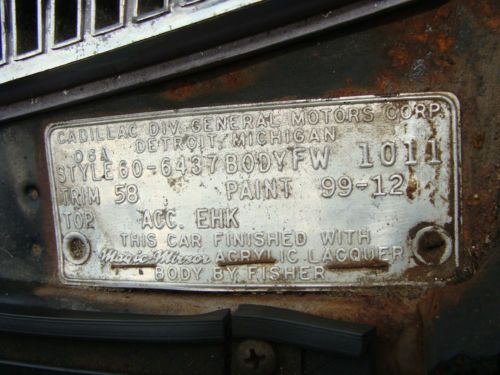 CADILLAC DIV. GENERAL MOTORS CORP.
DETROIT, MICHIGAN
O6A
STYLE 60-6437 BODY FW 1011
TRIM 58 PAINT 99-12
TOP ACC. EHK
THIS CAR FINISHED WITH
Magic-Mirror ACRYLIC LACQUER
BODY BY FISHER